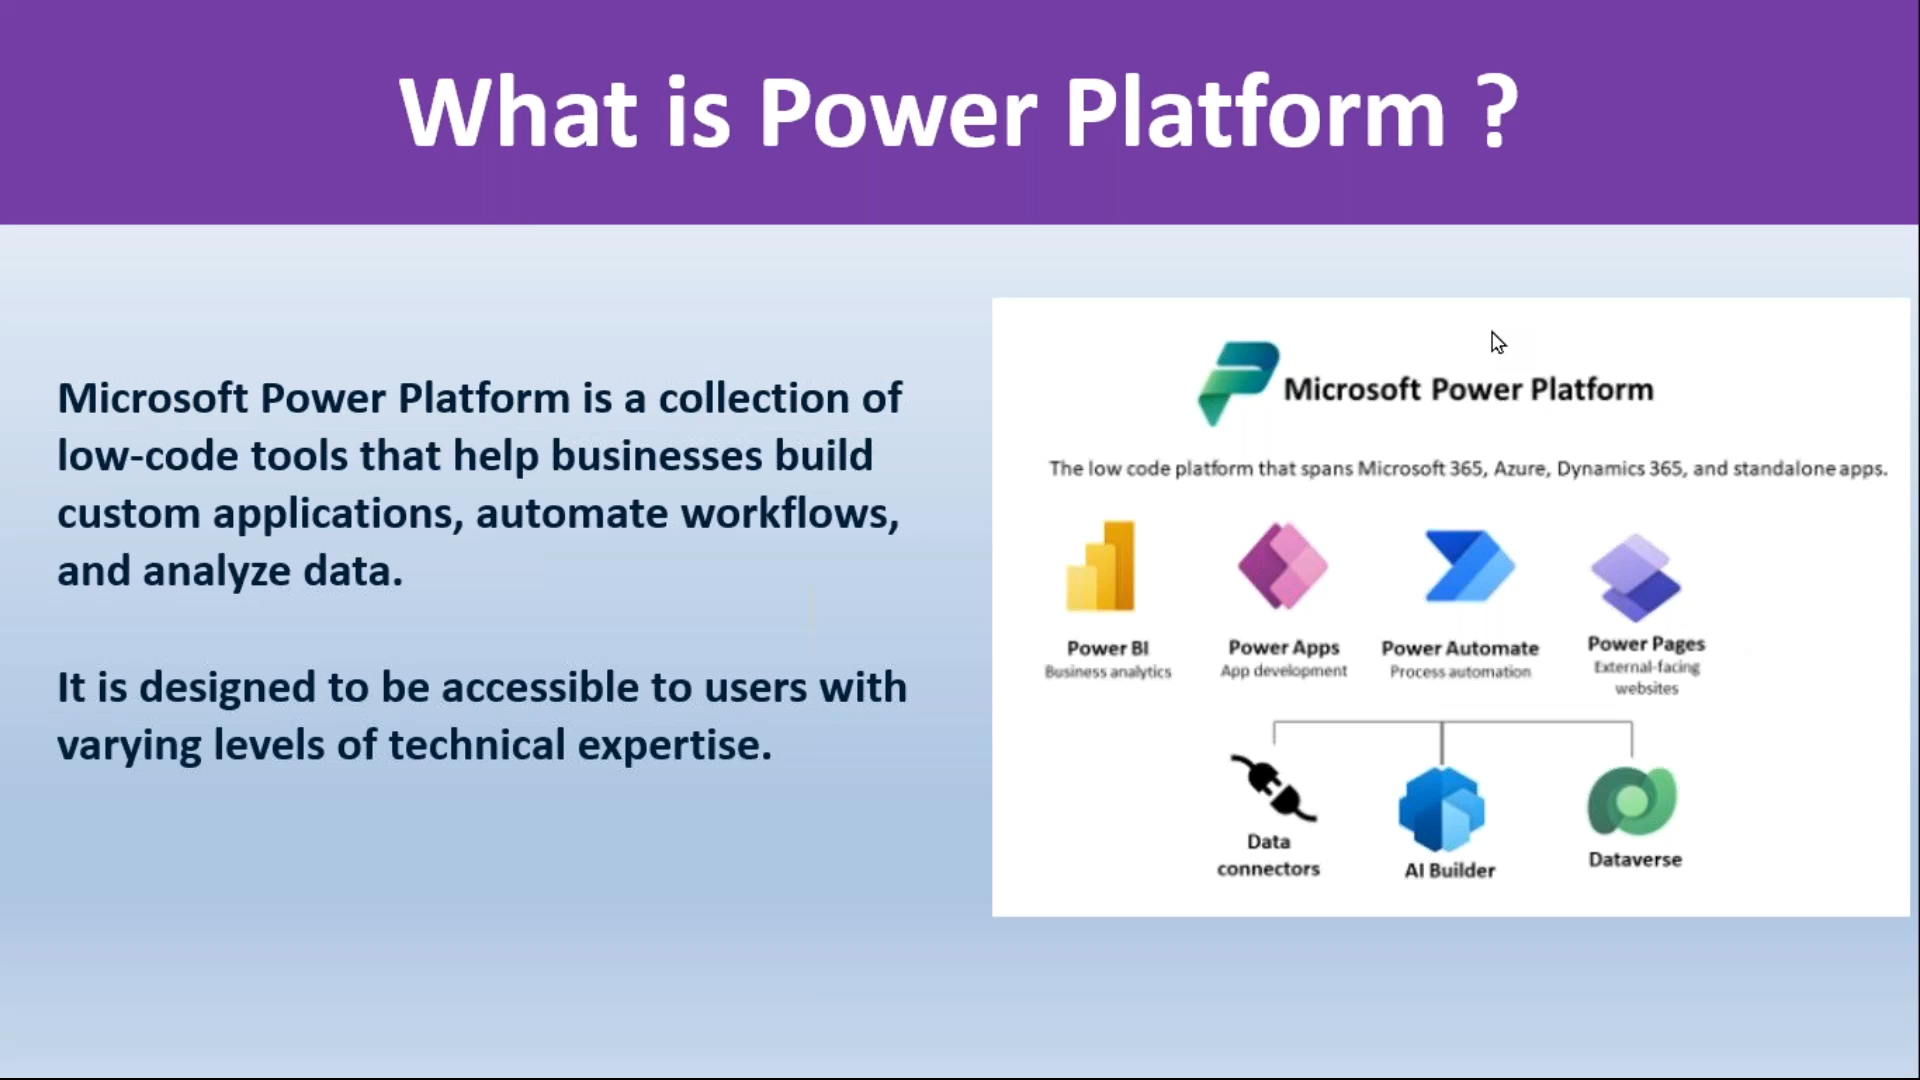 What is Power Platform ?
Microsoft Power Platform is a collection of
low-code tools that help businesses build
custom applications, automate workflows,
and analyze data.
It is designed to be accessible to users with
varying levels of technical expertise.
Microsoft Power Platform
The low code platform that spans Microsoft 365, Azure, Dynamics 365, and standalone apps.
Power BI
Business analytics
Power Apps
App development
Power Automate
Process automation
Power Pages
External-facing
websites
Data
connectors
AI Builder
Dataverse